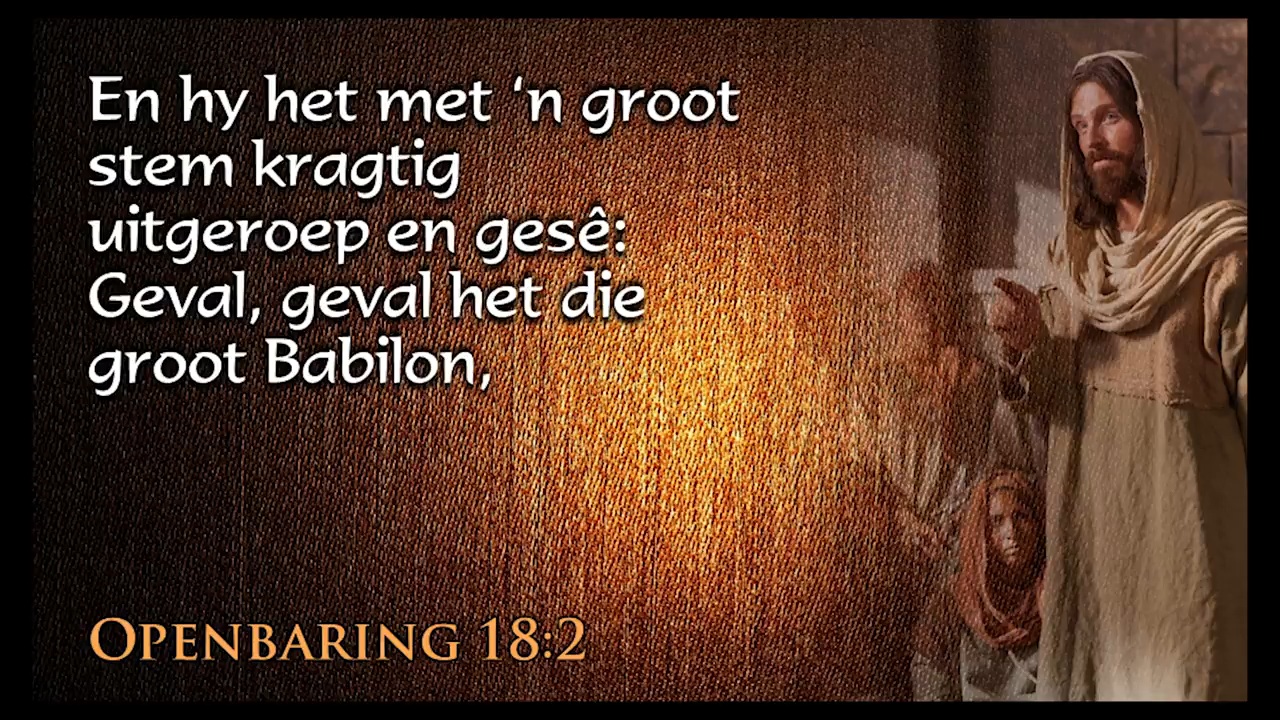 En hy het met ‘n groot
stem kragtig
uitgeroep en gesê:
Geval, geval het die
groot Babilon,
Openbaring 18:2